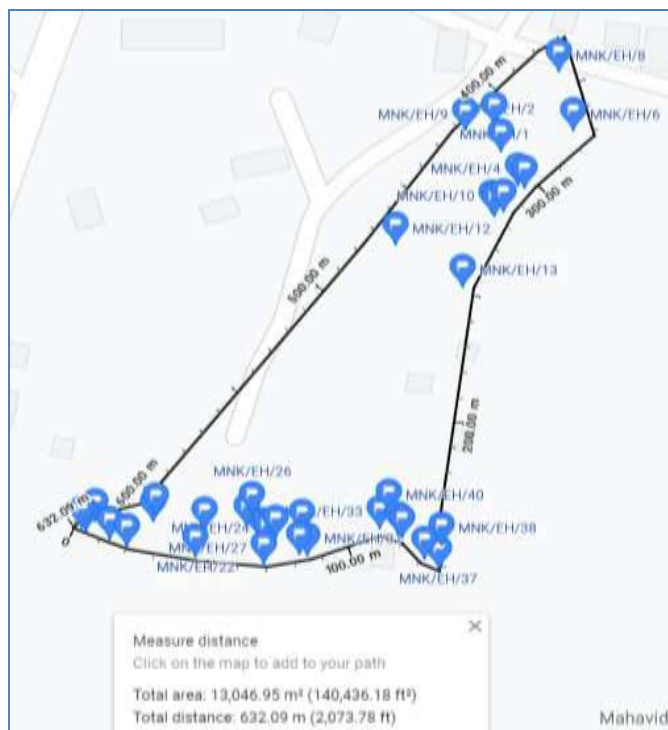 MNK/EH/8
400.00 m
MNK/EH/9
EH/2
MNK/EH/6
MNK/EH/4
MNK/EH/10
300.00 m
MNK/EH/12
MNK/EH/13
500.00 m
200.00 m
MNK/EH/26
600.00 m
MNK/EH/40
632.09 m
0
MNK/EH/24
EH/33
MNK/EH/38
MNK/EH/27
MNK/EH/22
100.00 m
MNK/EH/37
Measure distance
Click on the map to add to your path
Total area: 13,046.95 m² (140,436.18 ft²)
Total distance: 632.09 m (2,073.78 ft)
Mahavid